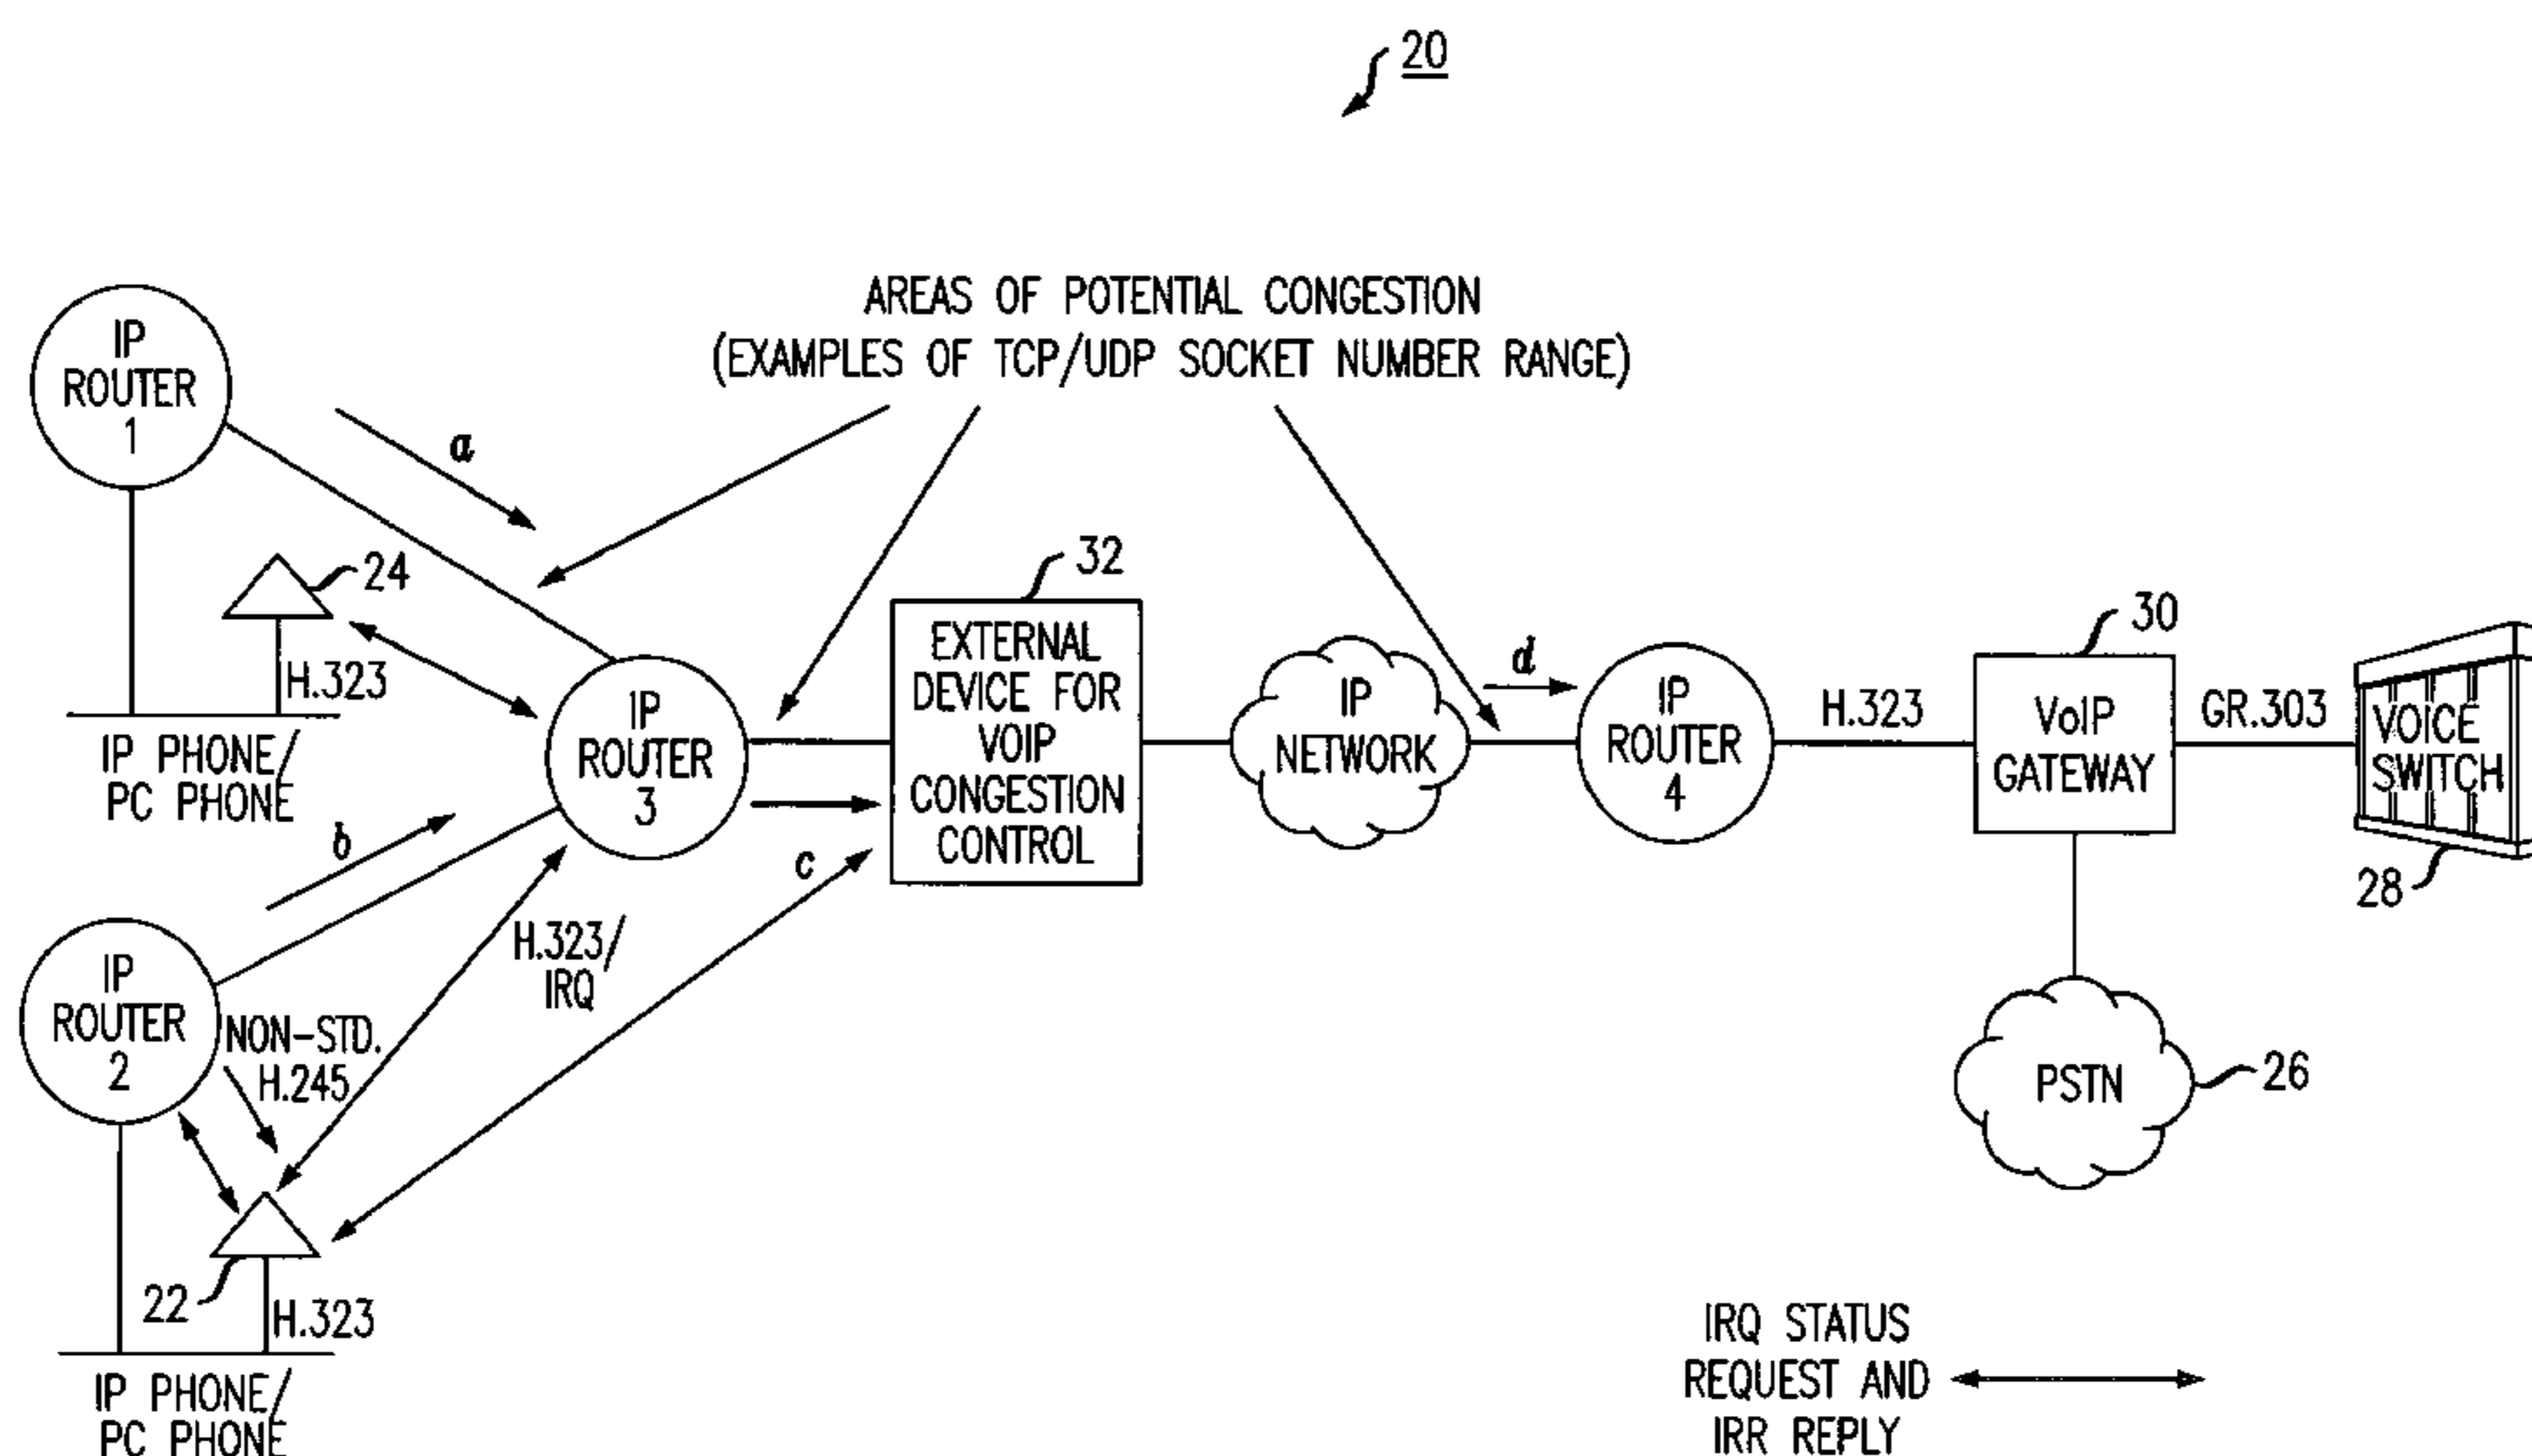 20
AREAS OF POTENTIAL CONGESTION
(EXAMPLES OF TCP/UDP SOCKET NUMBER RANGE)
IP
ROUTER
1
a
24
H.323
IP PHONE/
PC PHONE
IP
ROUTER
3
32
EXTERNAL
DEVICE FOR
VOIP
CONGESTION
CONTROL
IP
NETWORK
d
IP
ROUTER
4
H.323
30
VoIP
GATEWAY
GR.303
VOICE
SWITCH
28
b
c
H.323/
IRQ
IP
ROUTER
2
NON-STD.
H.245
22
H.323
IP PHONE/
PC PHONE
PSTN
26
IRQ STATUS
REQUEST AND
IRR REPLY